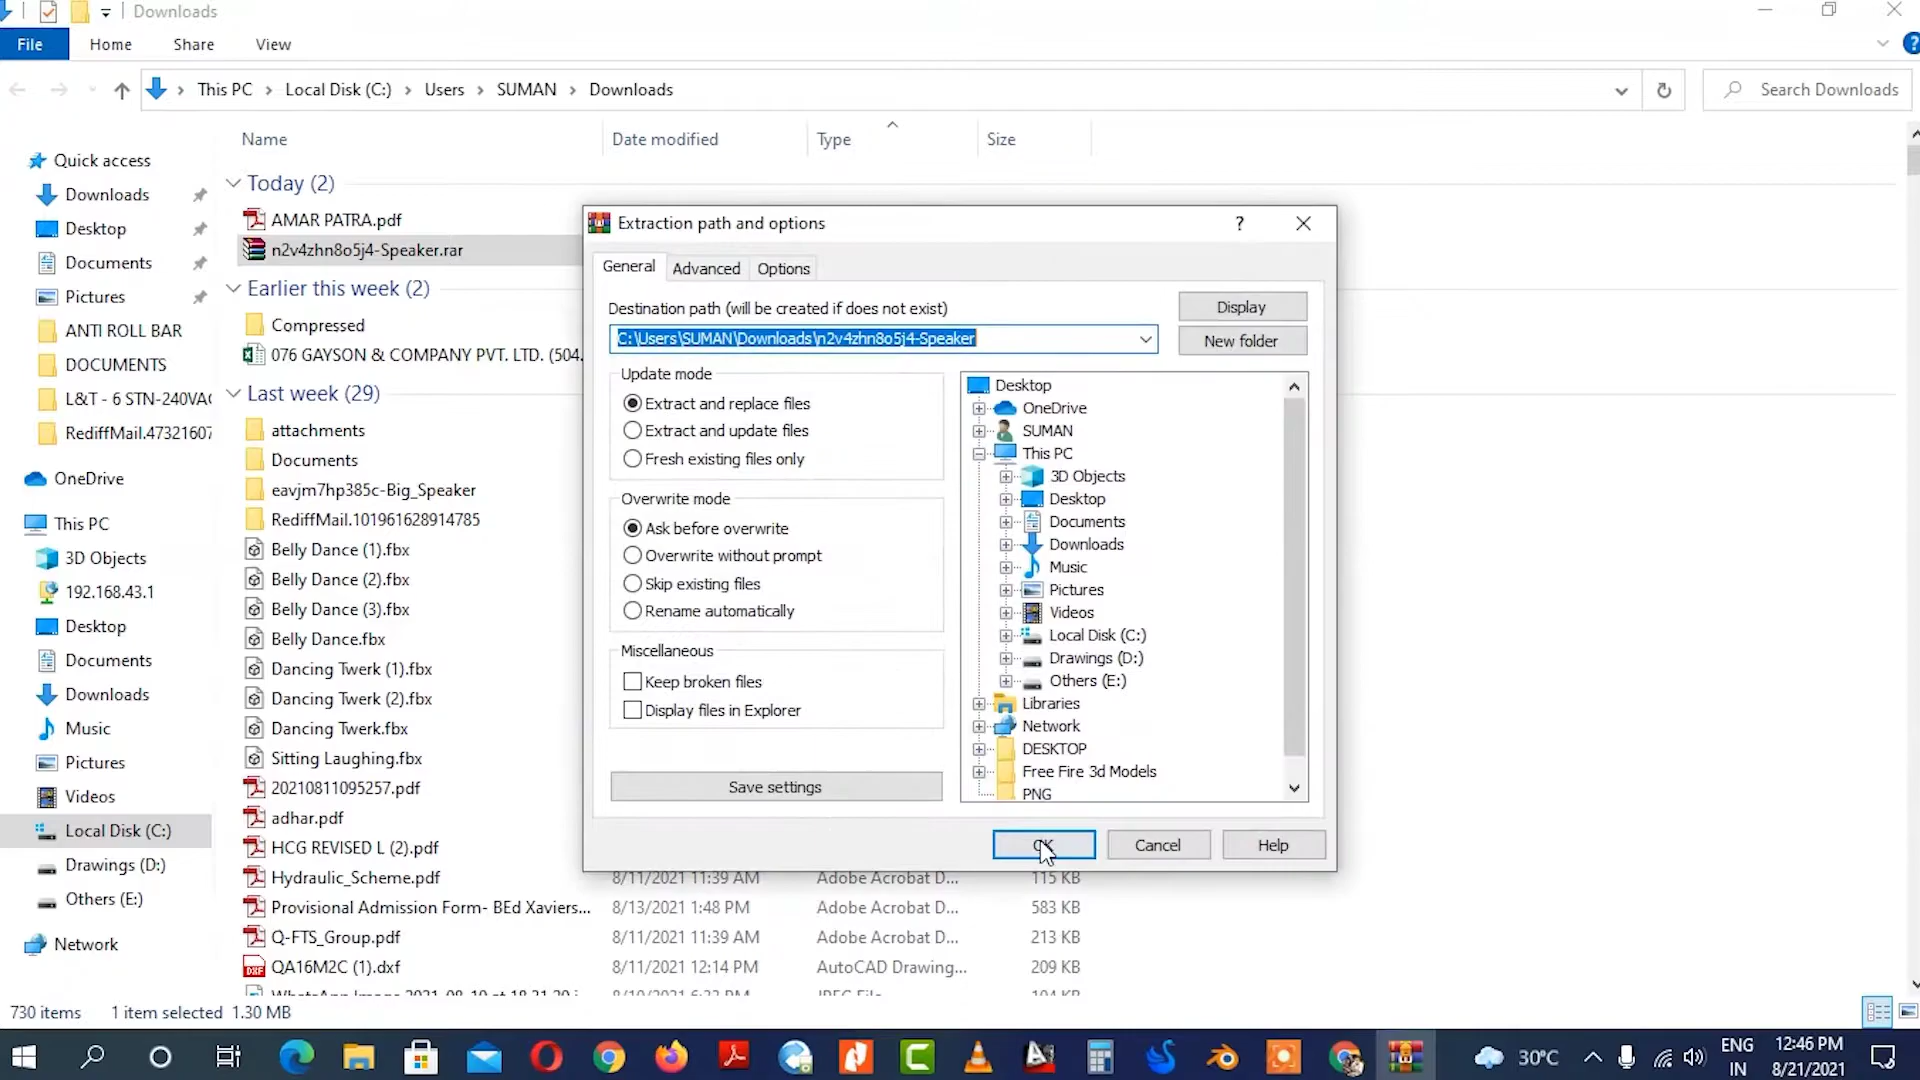 Downloads
File Home Share View
This PC > Local Disk (C:) > Users > SUMAN > Downloads
Search Downloads
Name Date modified Type Size
Quick access
Downloads
Desktop
Documents
Pictures
ANTI ROLL BAR
DOCUMENTS
L&T - 6 STN-240VA
RediffMail.47321607
OneDrive
This PC
3D Objects
192.168.43.1
Desktop
Documents
Downloads
Music
Pictures
Videos
Local Disk (C:)
Drawings (D:)
Others (E:)
Network
Today (2)
AMAR PATRA.pdf
n2v4zhn8o5j4-Speaker.rar
Earlier this week (2)
Compressed
076 GAYSON & COMPANY PVT. LTD. (504.
Last week (29)
attachments
Documents
eavjm7hp385c-Big_Speaker
RediffMail.101961628914785
Belly Dance (1).fbx
Belly Dance (2).fbx
Belly Dance (3).fbx
Belly Dance.fbx
Dancing Twerk (1).fbx
Dancing Twerk (2).fbx
Dancing Twerk.fbx
Sitting Laughing.fbx
20210811095257.pdf
adhar.pdf
HCG REVISED L (2).pdf
Hydraulic_Scheme.pdf 8/11/2021 11:39 AM Adobe Acrobat D... 115 KB
Provisional Admission Form- BEd Xaviers... 8/13/2021 1:48 PM Adobe Acrobat D... 583 KB
Q-FTS_Group.pdf 8/11/2021 11:39 AM Adobe Acrobat D... 213 KB
QA16M2C (1).dxf 8/11/2021 12:14 PM AutoCAD Drawing... 209 KB
Extraction path and options
General Advanced Options
Destination path (will be created if does not exist)
Display
C:\Users\SUMAN\Downloads\n2v4zhn8o5j4-Speaker
New folder
Update mode
Extract and replace files
Extract and update files
Fresh existing files only
Overwrite mode
Ask before overwrite
Overwrite without prompt
Skip existing files
Rename automatically
Miscellaneous
Keep broken files
Display files in Explorer
Save settings
Desktop
OneDrive
SUMAN
This PC
3D Objects
Desktop
Documents
Downloads
Music
Pictures
Videos
Local Disk (C:)
Drawings (D:)
Others (E:)
Libraries
Network
DESKTOP
Free Fire 3d Models
PNG
OK Cancel Help
730 items 1 item selected 1.30 MB
30°C
ENG
IN
12:46 PM
8/21/2021